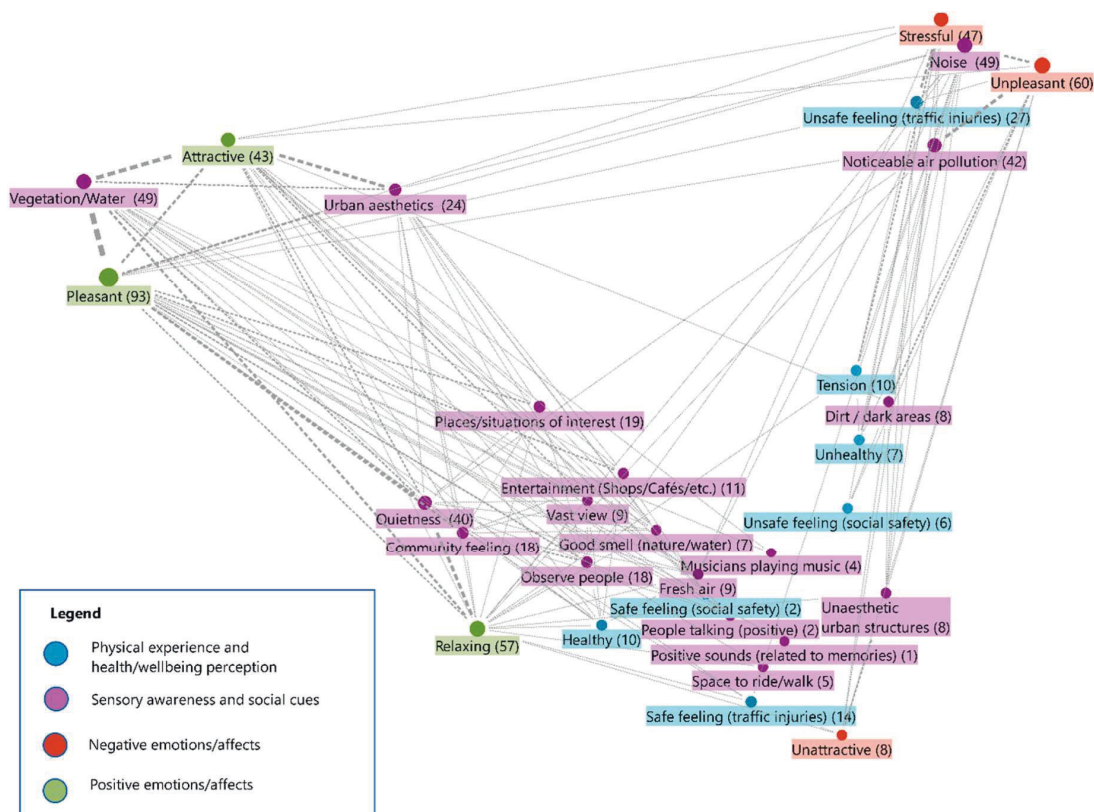 Stressful (47)
Noise (49)
Unpleasant (60)
Unsafe feeling (traffic injuries) (27)
Attractive (43)
Noticeable air pollution (42)
Vegetation/Water (49)
Urban aesthetics (24)
Pleasant (93)
Tension (10)
Places/situations of interest (19)
Dirt / dark areas (8)
Unhealthy (7)
Entertainment (Shops/Cafés/etc.) (11)
Quietness (40)
Vast view (9)
Unsafe feeling (social safety) (6)
Community feeling (18)
Good smell (nature/water) (7)
Musicians playing music (4)
Observe people (18)
Fresh air (9)
Safe feeling (social safety) (2)
Unaesthetic
urban structures (8)
People talking (positive) (2)
Relaxing (57)
Healthy (10)
Positive sounds (related to memories) (1)
Space to ride/walk (5)
Safe feeling (traffic injuries) (14)
Unattractive (8)
Legend
Physical experience and
health/wellbeing perception
Sensory awareness and social cues
Negative emotions/affects
Positive emotions/affects